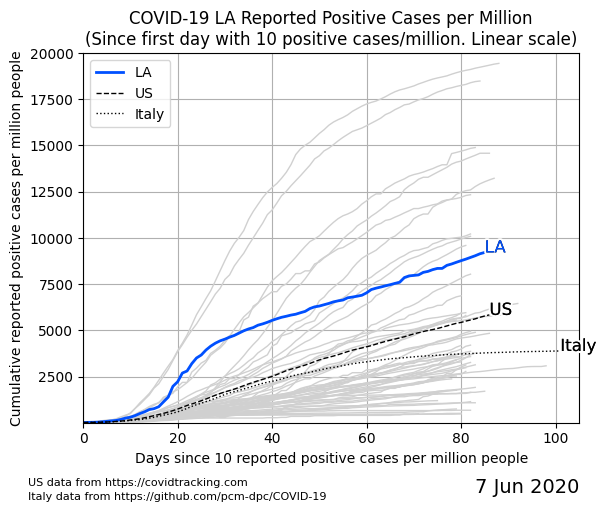 COVID-19 LA Reported Positive Cases per Million
(Since first day with 10 positive cases/million. Linear scale)
Cumulative reported positive cases per million people
20000
17500
15000
12500
10000
7500
5000
2500
LA
US
Italy
LA
US
Italy
0
20
40
60
80
100
Days since 10 reported positive cases per million people
US data from https://covidtracking.com
Italy data from https://github.com/pcm-dpc/COVID-19
7 Jun 2020